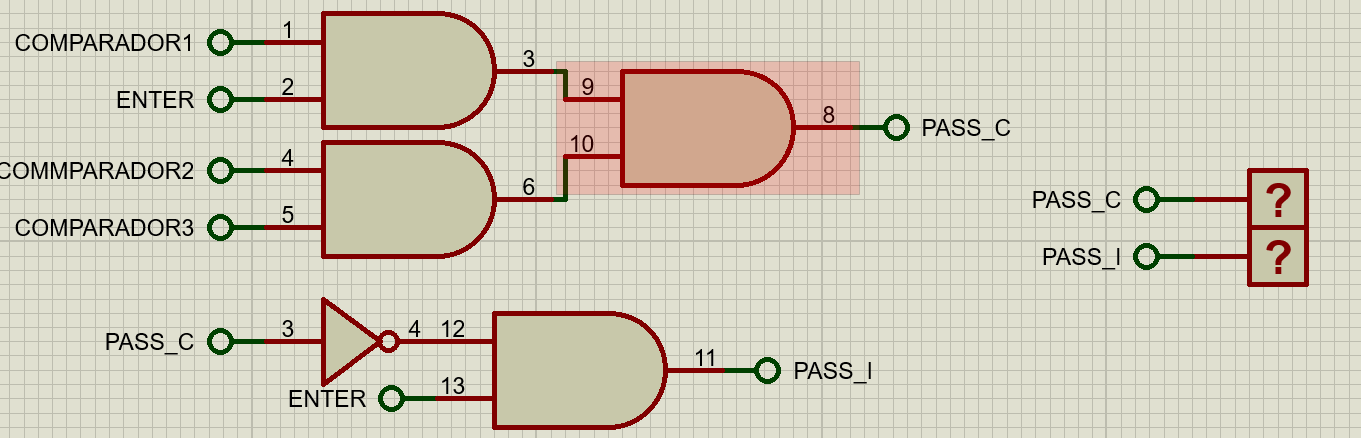 COMPARADOR1
1
ENTER
2
3
9
10
8
PASS_C
COMMPARADOR2
4
COMPARADOR3
5
6
PASS_C
?
PASS_I
?
PASS_C
3
4
12
ENTER
13
11
PASS_I